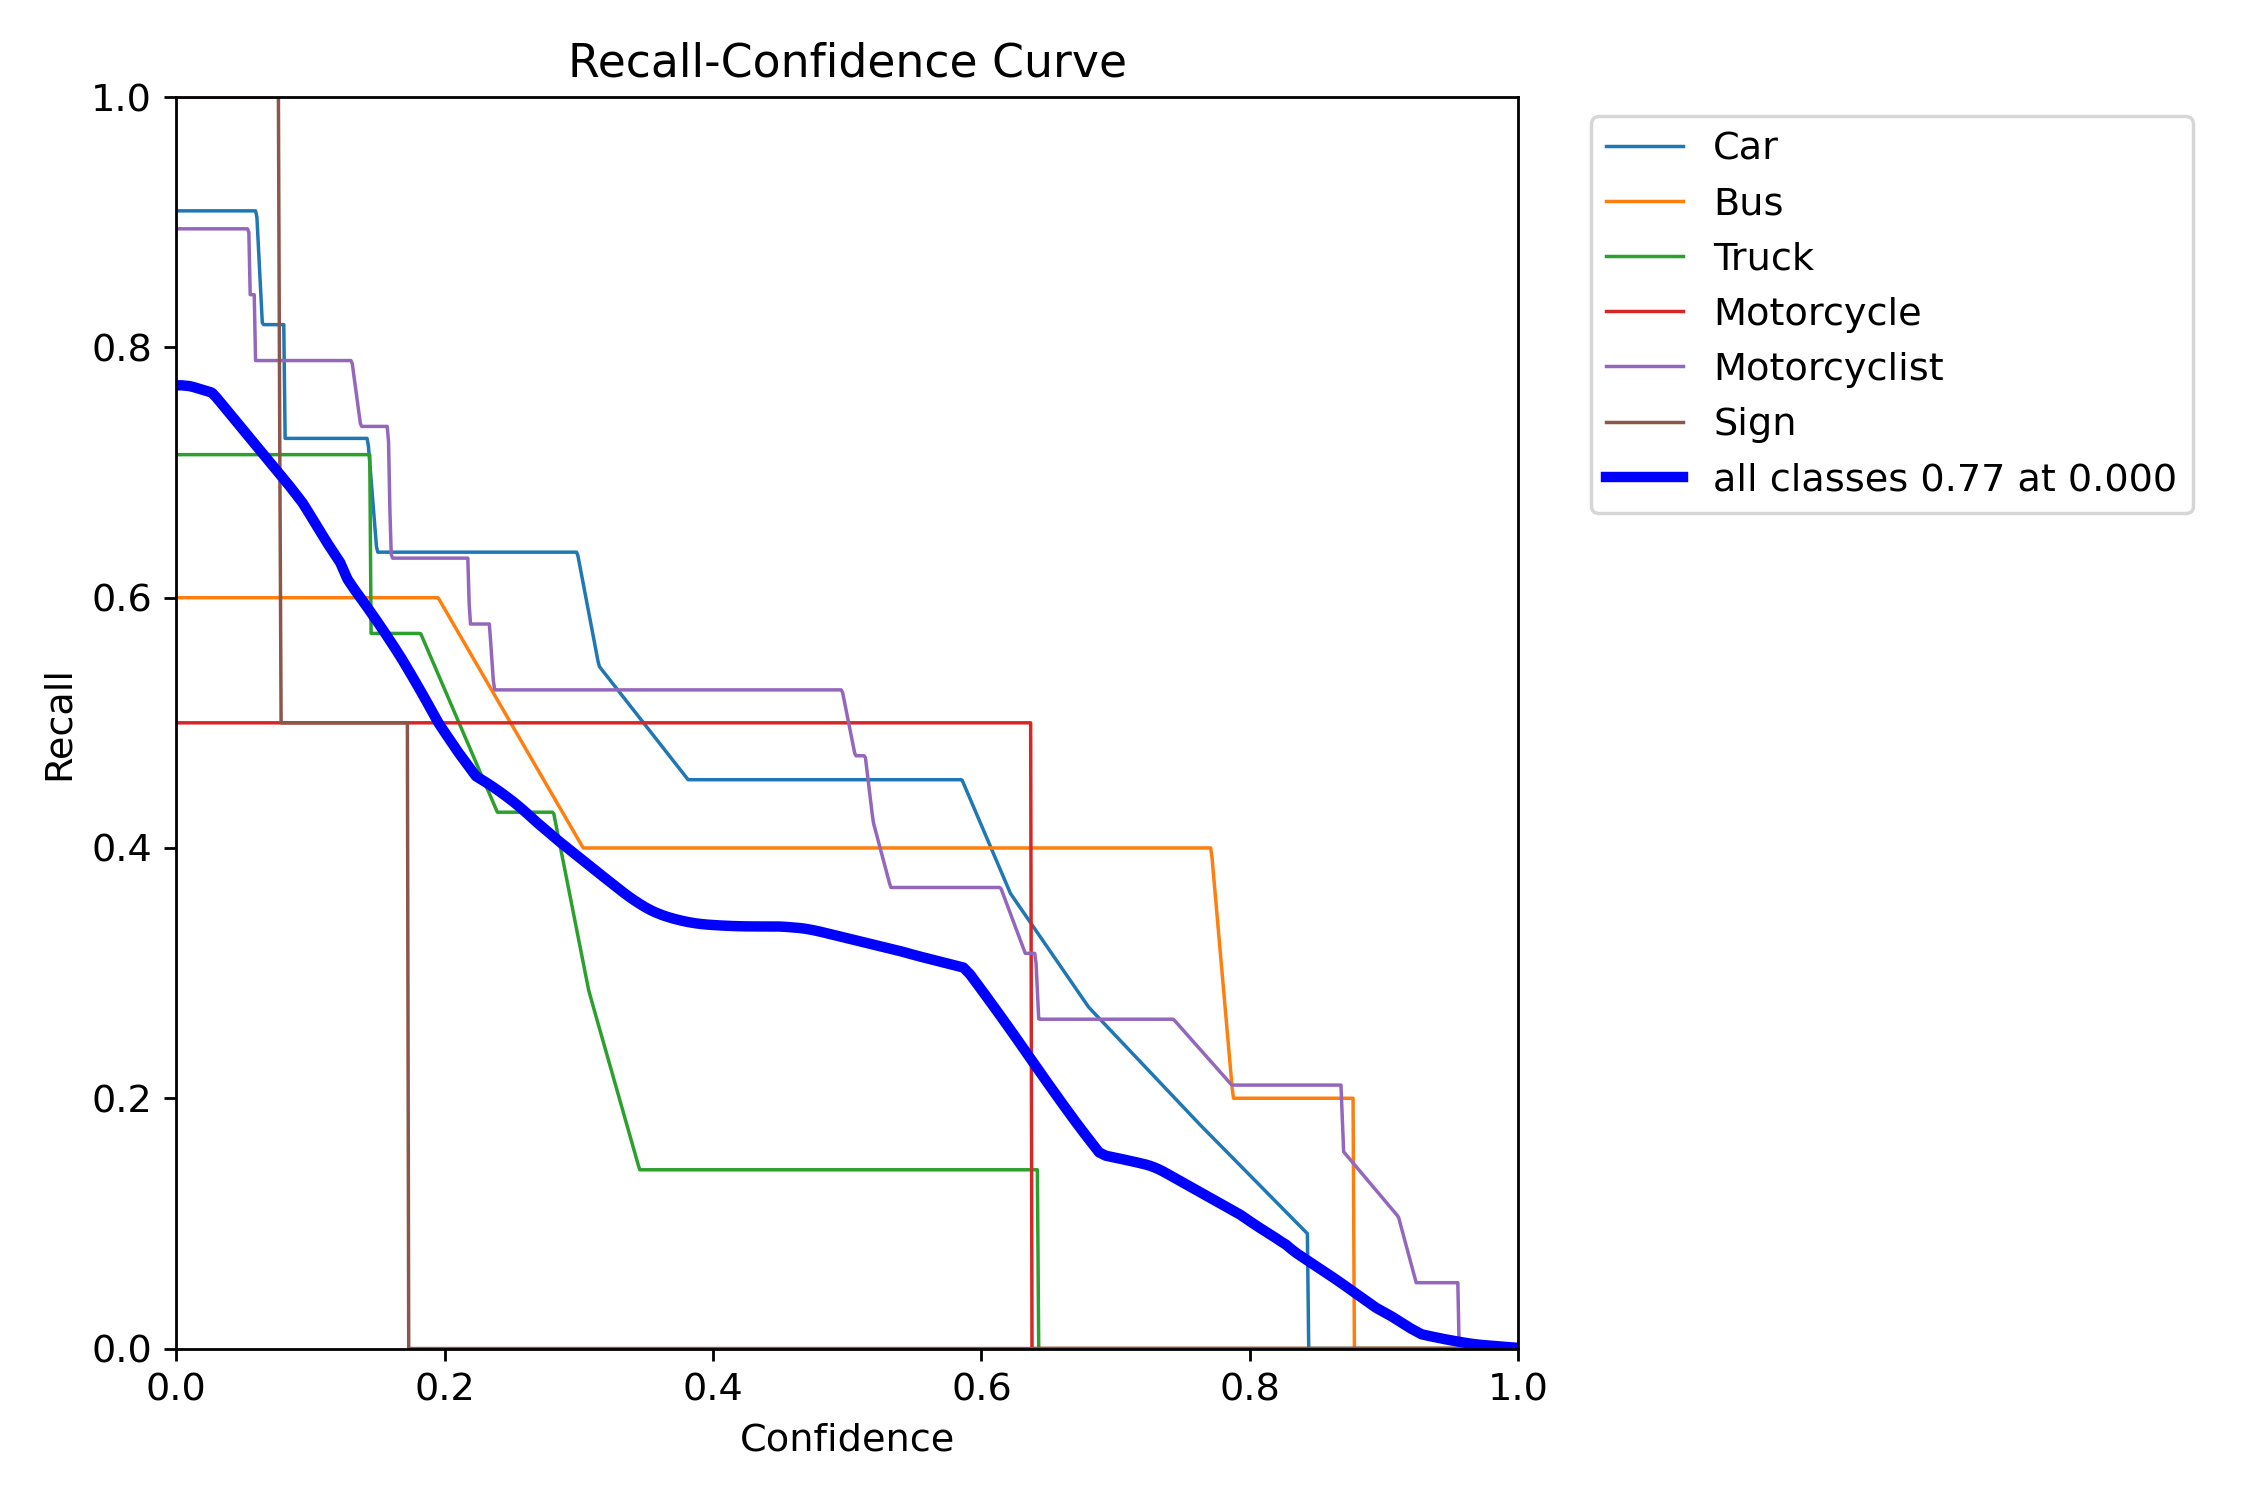 Recall-Confidence Curve
1.0
0.8
0.6
0.4
0.2
0.0
Recall
0.0 0.2 0.4 0.6 0.8 1.0
Confidence
Car
Bus
Truck
Motorcycle
Motorcyclist
Sign
all classes 0.77 at 0.000